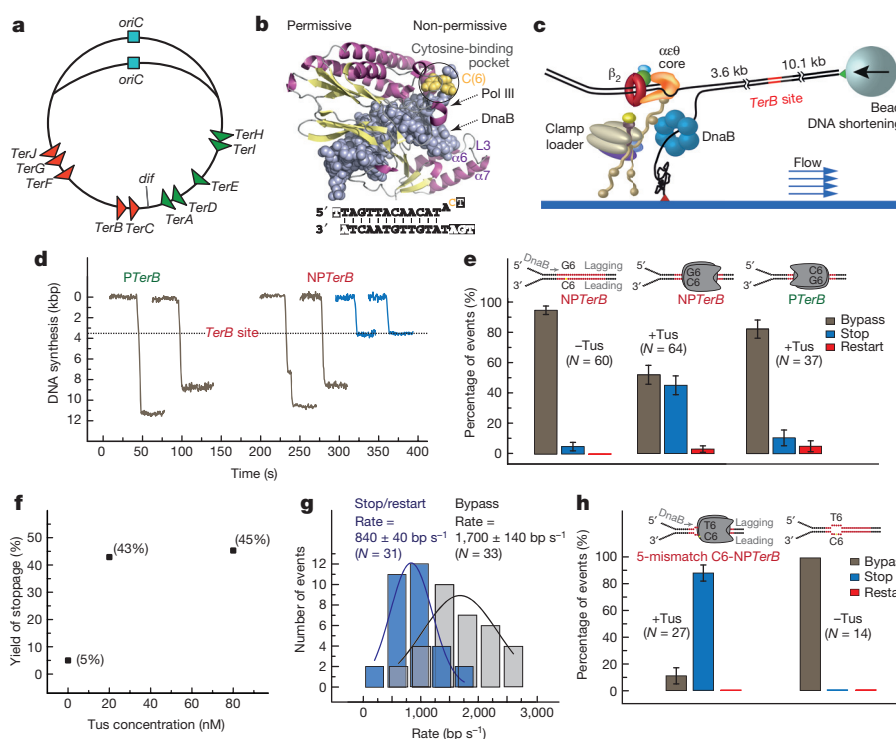 a
oriC
oriC
TerH
TerI
TerE
TerD
TerA
dif
TerC
TerB
TerF
TerG
TerJ
b
Permissive
Non-permissive
Cytosine-binding
pocket
C(6)
Pol III
DnaB
L3
α6
α7
5′ TAGTTACAACAT A C T
3′ TCAATGTTGTAT
c
β2
αεθ
core
3.6 kb
10.1 kb
TerB site
Clamp
loader
DnaB
Bead
DNA shortening
Flow
d
PTerB
NPTerB
DNA synthesis (kbp)
0
2
4
6
8
10
12
TerB site
0 50 100 150 200 250 300 350 400
Time (s)
e
Percentage of events (%)
80
60
40
20
0
DnaB
5′
3′
G6
C6
Lagging
Leading
NPTerB
5′
3′
G6
C6
NPTerB
5′
3′
C6
G6
PTerB
−Tus
(N = 60)
+Tus
(N = 64)
+Tus
(N = 37)
Bypass
Stop
Restart
f
Yield of stoppage (%)
50
40
30
20
10
0
(5%)
(43%)
(45%)
0 20 40 60 80
Tus concentration (nM)
g
Stop/restart
Rate =
840 ± 40 bp s−1
(N = 31)
Bypass
Rate =
1,700 ± 140 bp s−1
(N = 33)
Number of events
12
10
8
6
4
2
0
0 1,000 2,000 3,000
Rate (bp s−1)
h
Percentage of events (%)
100
80
60
40
20
0
DnaB
5′
3′
T6
C6
Lagging
Leading
5-mismatch C6-NPTerB
5′
3′
T6
C6
+Tus
(N = 27)
−Tus
(N = 14)
Bypass
Stop
Restar